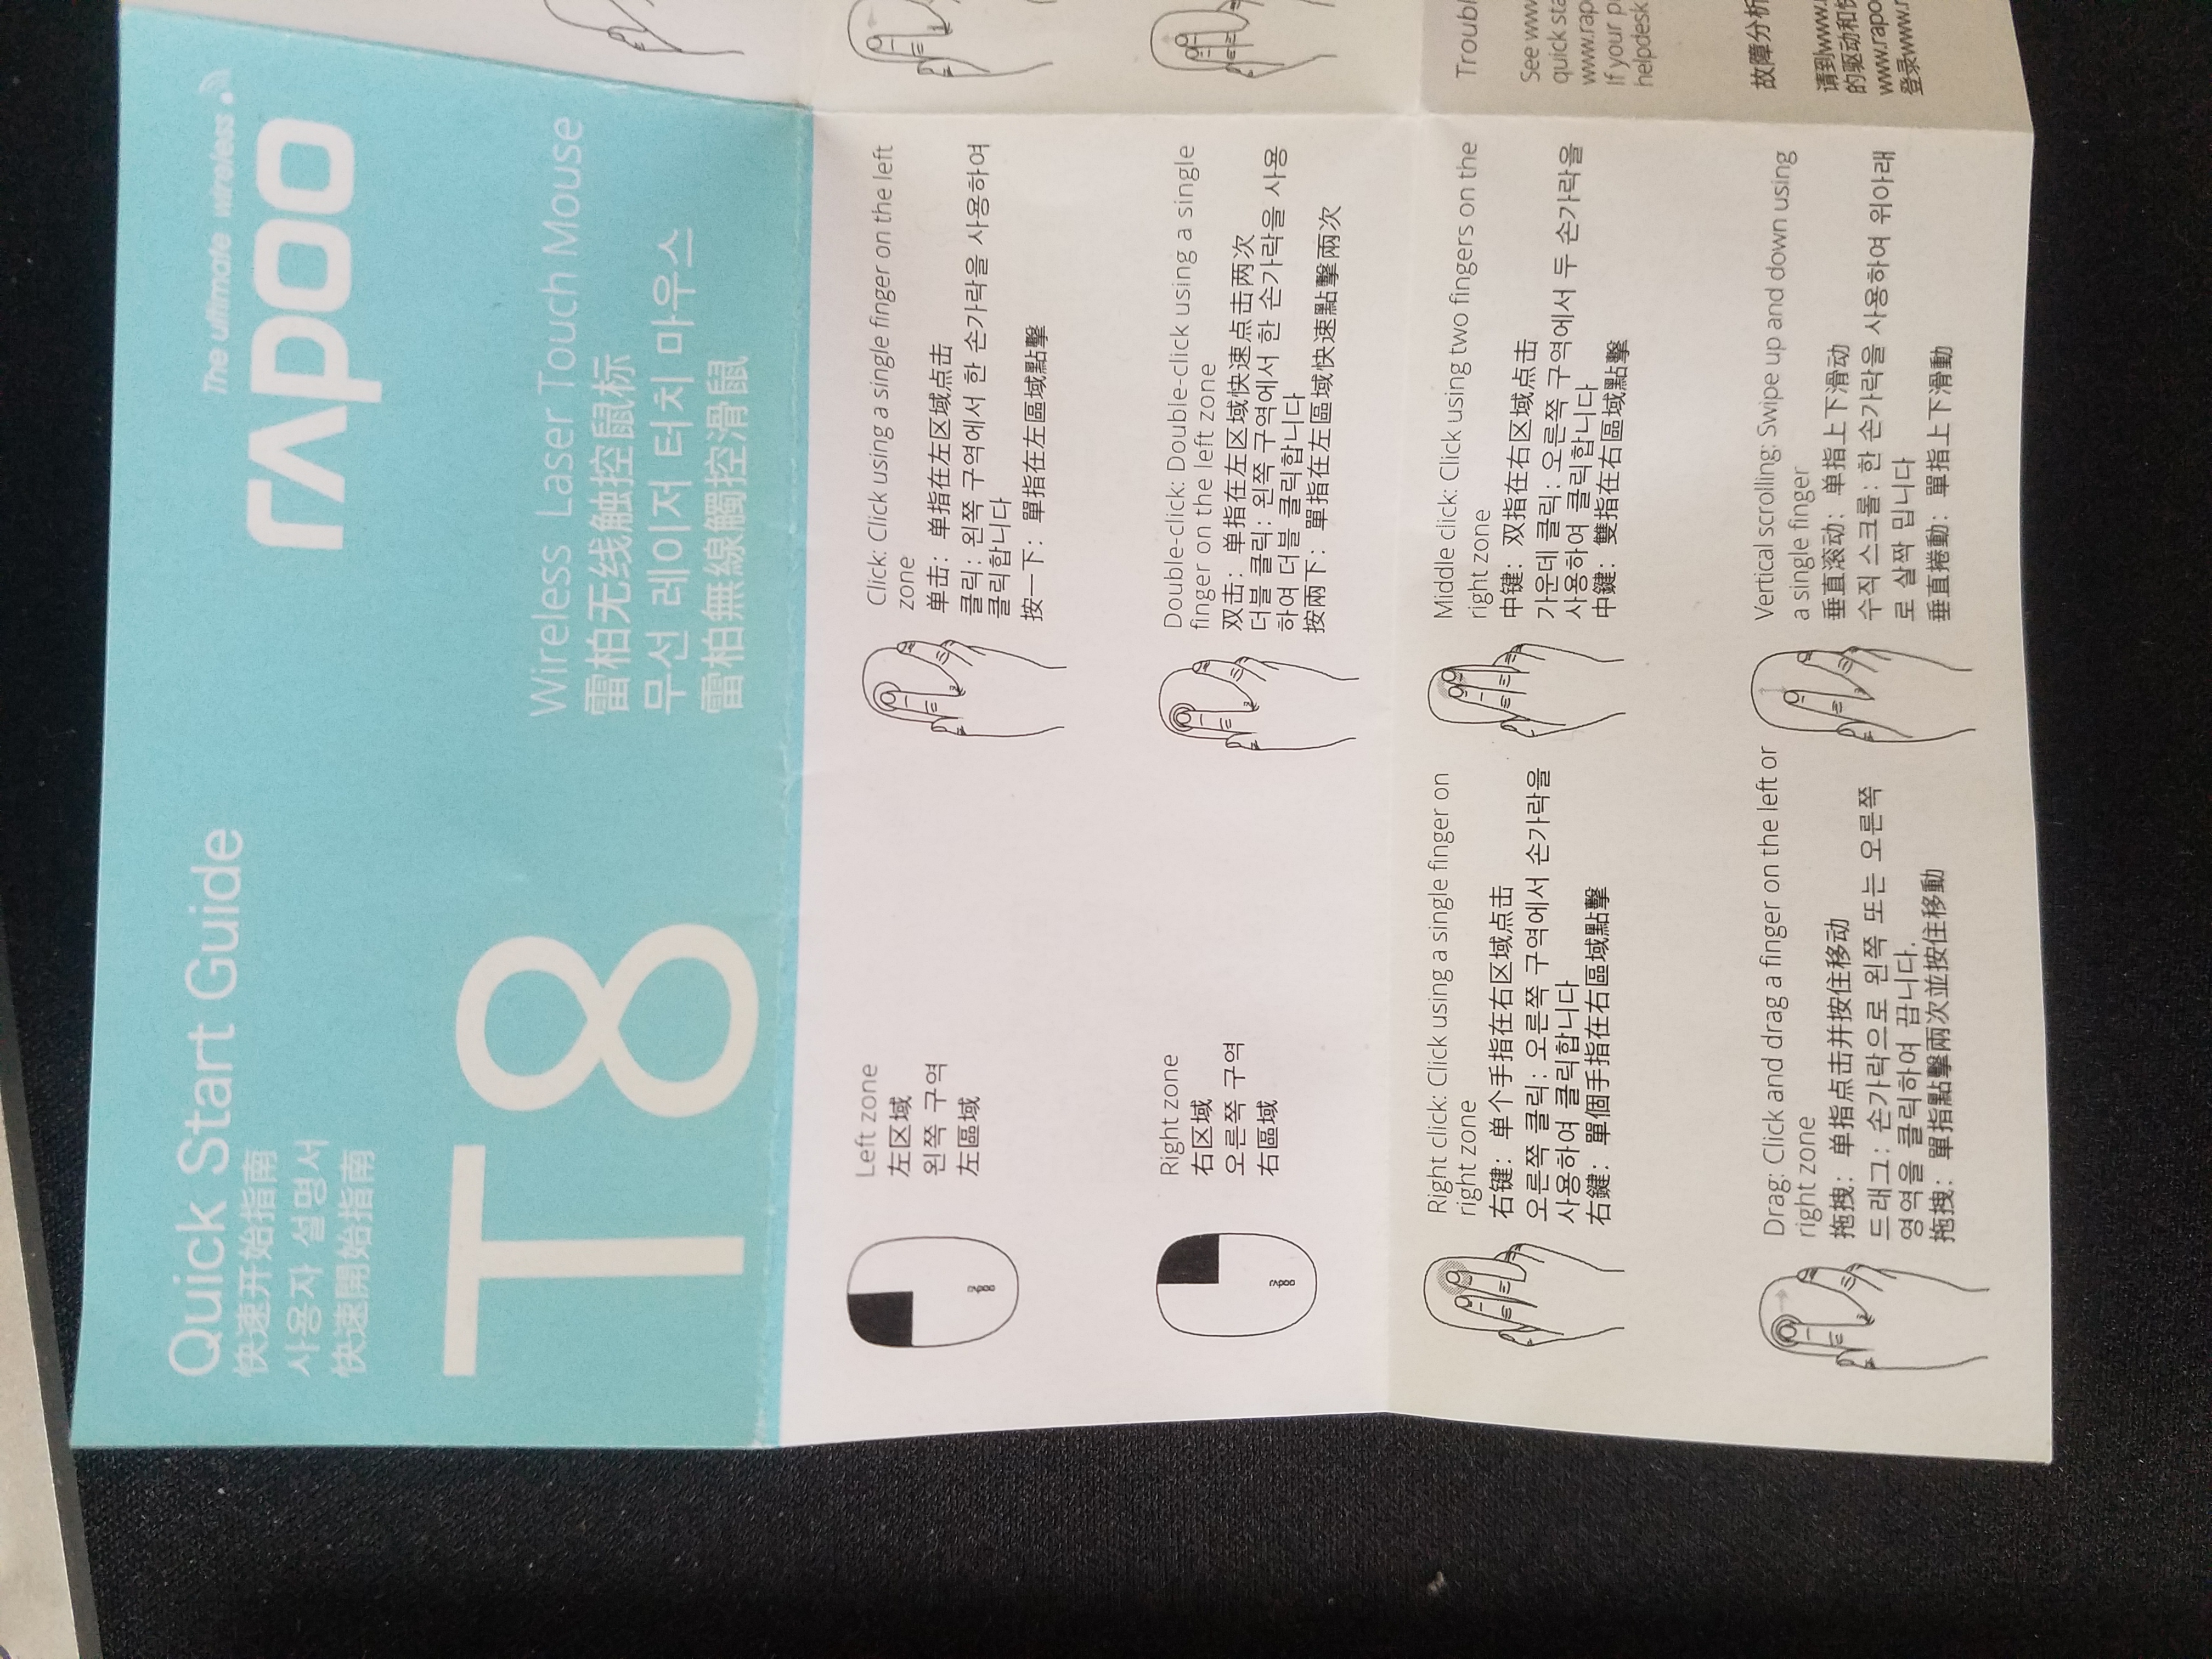 Quick Start Guide
快速开始指南
사용자 설명서
快速開始指南
The ultimate wireless
rapoo
T8
Wireless Laser Touch Mouse
雷柏无线触控鼠标
무선 레이저 터치 마우스
雷柏無線觸控滑鼠
rapoo
Left zone
左区域
왼쪽 구역
左區域
Click: Click using a single finger on the left
zone
单击：单指在左区域点击
클릭: 왼쪽 구역에서 한 손가락을 사용하여
클릭합니다
按一下：單指在左區域點擊
rapoo
Right zone
右区域
오른쪽 구역
右區域
Double-click: Double-click using a single
finger on the left zone
双击：单指在左区域快速点击两次
더블 클릭: 왼쪽 구역에서 한 손가락을 사용
하여 더블 클릭합니다
按兩下：單指在左區域快速點擊兩次
Right click: Click using a single finger on
right zone
右键：单个手指在右区域点击
오른쪽 클릭: 오른쪽 구역에서 손가락을
사용하여 클릭합니다
右鍵：單個手指在右區域點擊
Middle click: Click using two fingers on the
right zone
中键：双指在右区域点击
가운데 클릭: 오른쪽 구역에서 두 손가락을
사용하여 클릭합니다
中鍵：雙指在右區域點擊
Drag: Click and drag a finger on the left or
right zone
拖拽：单指点击并按住移动
드래그: 손가락으로 왼쪽 또는 오른쪽
영역을 클릭하여 끕니다.
拖拽：單指點擊兩次並按住移動
Vertical scrolling: Swipe up and down using
a single finger
垂直滚动：单指上下滑动
수직 스크롤: 한 손가락을 사용하여 위아래
로 살짝 밉니다
垂直捲動：單指上下滑動
Troubl
See www
quick sta
www.rap
If your p
helpdesk
故障分析
请到www.
的驱动和
www.rapo
登录www.r